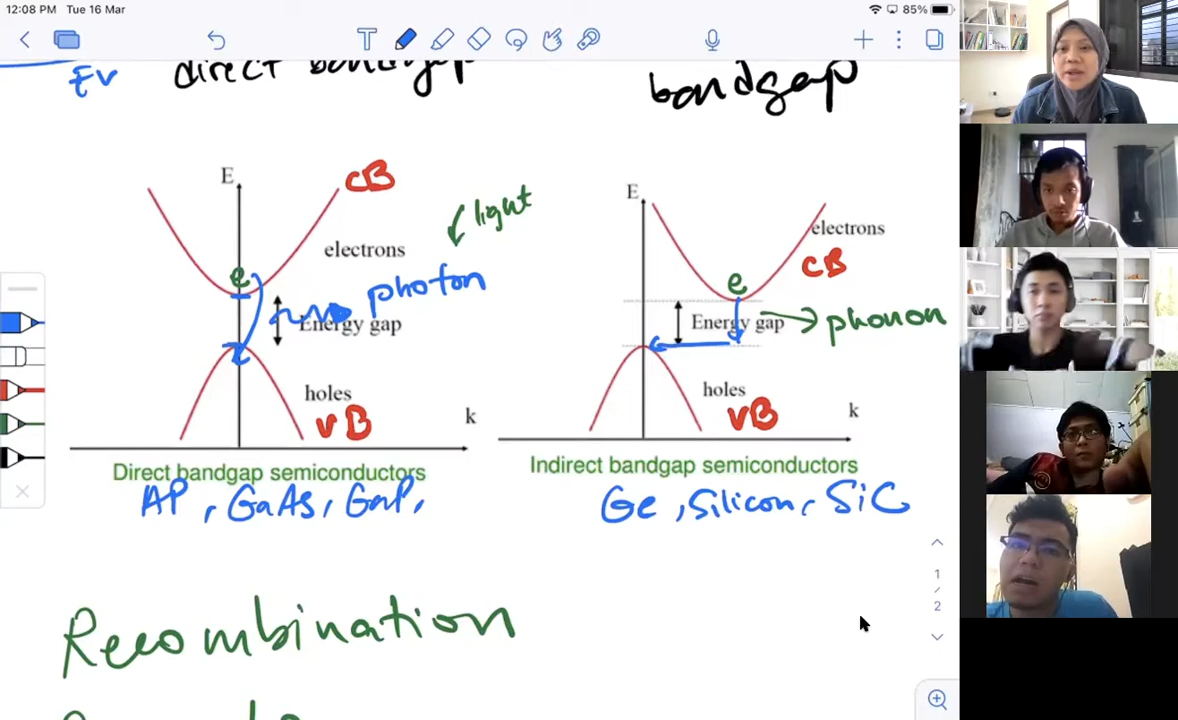 12:08 PM Tue 16 Mar
85%
Ev direct bandgap
bandgap
E
CB
light
photon
electrons
Energy gap
holes
VB
k
Direct bandgap semiconductors
AP, GaAs, GaP,
E
electrons
CB
e
e
Energy gap
phonon
holes
VB
k
Indirect bandgap semiconductors
Ge, Silicon, SiC
1
/
2
Recombination